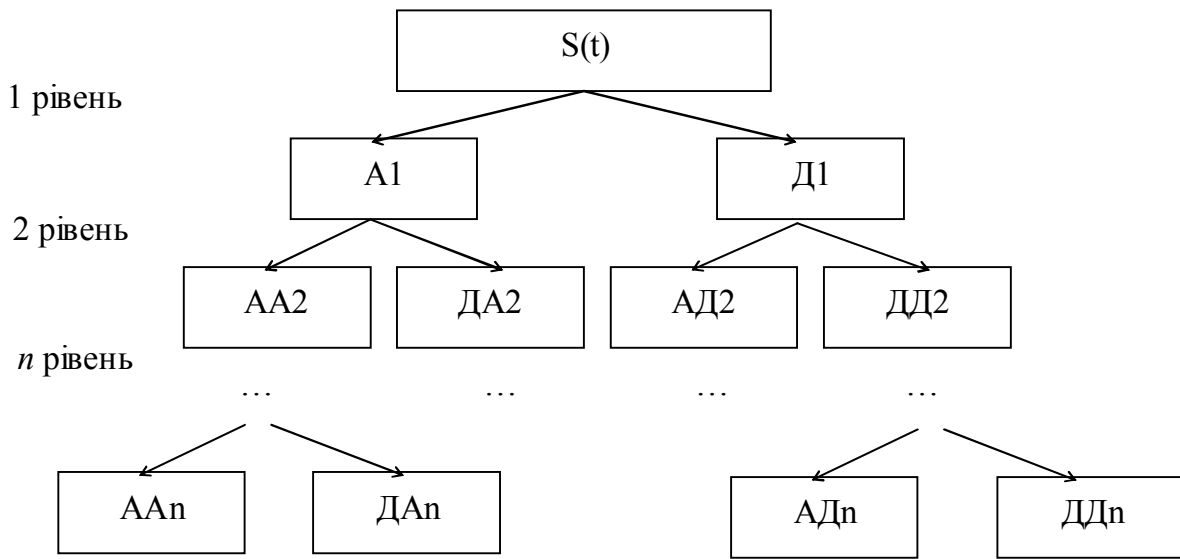 S(t)
1 рівень
А1 Д1
2 рівень
АА2 ДА2 АД2 ДД2
n рівень
... ... ... ...
ААn ДАn АДn ДДn